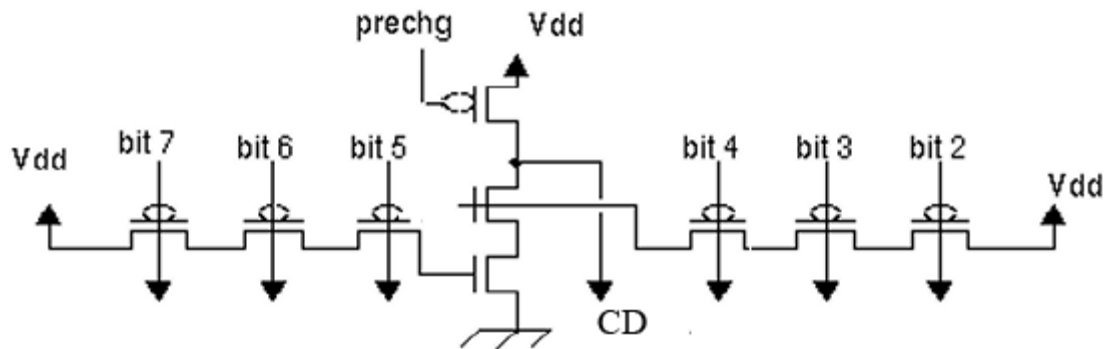 prechg
Vdd
Vdd
bit 7
bit 6
bit 5
bit 4
bit 3
bit 2
Vdd
CD